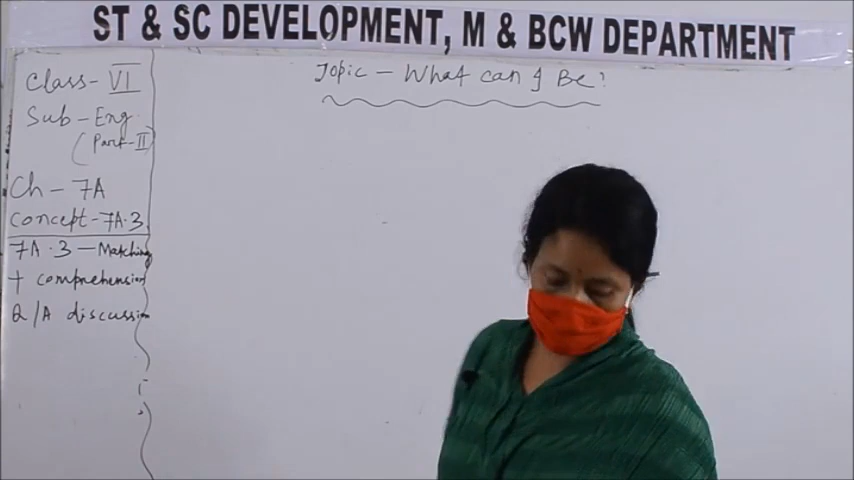 ST & SC DEVELOPMENT, M & BCW DEPARTMENT
Topic - What can I Be?
Class - VI
Sub - Eng
(Part - II)
Ch - 7A
Concept - 7A.3
7A.3 - Matching
+ comprehension
Q/A discussion